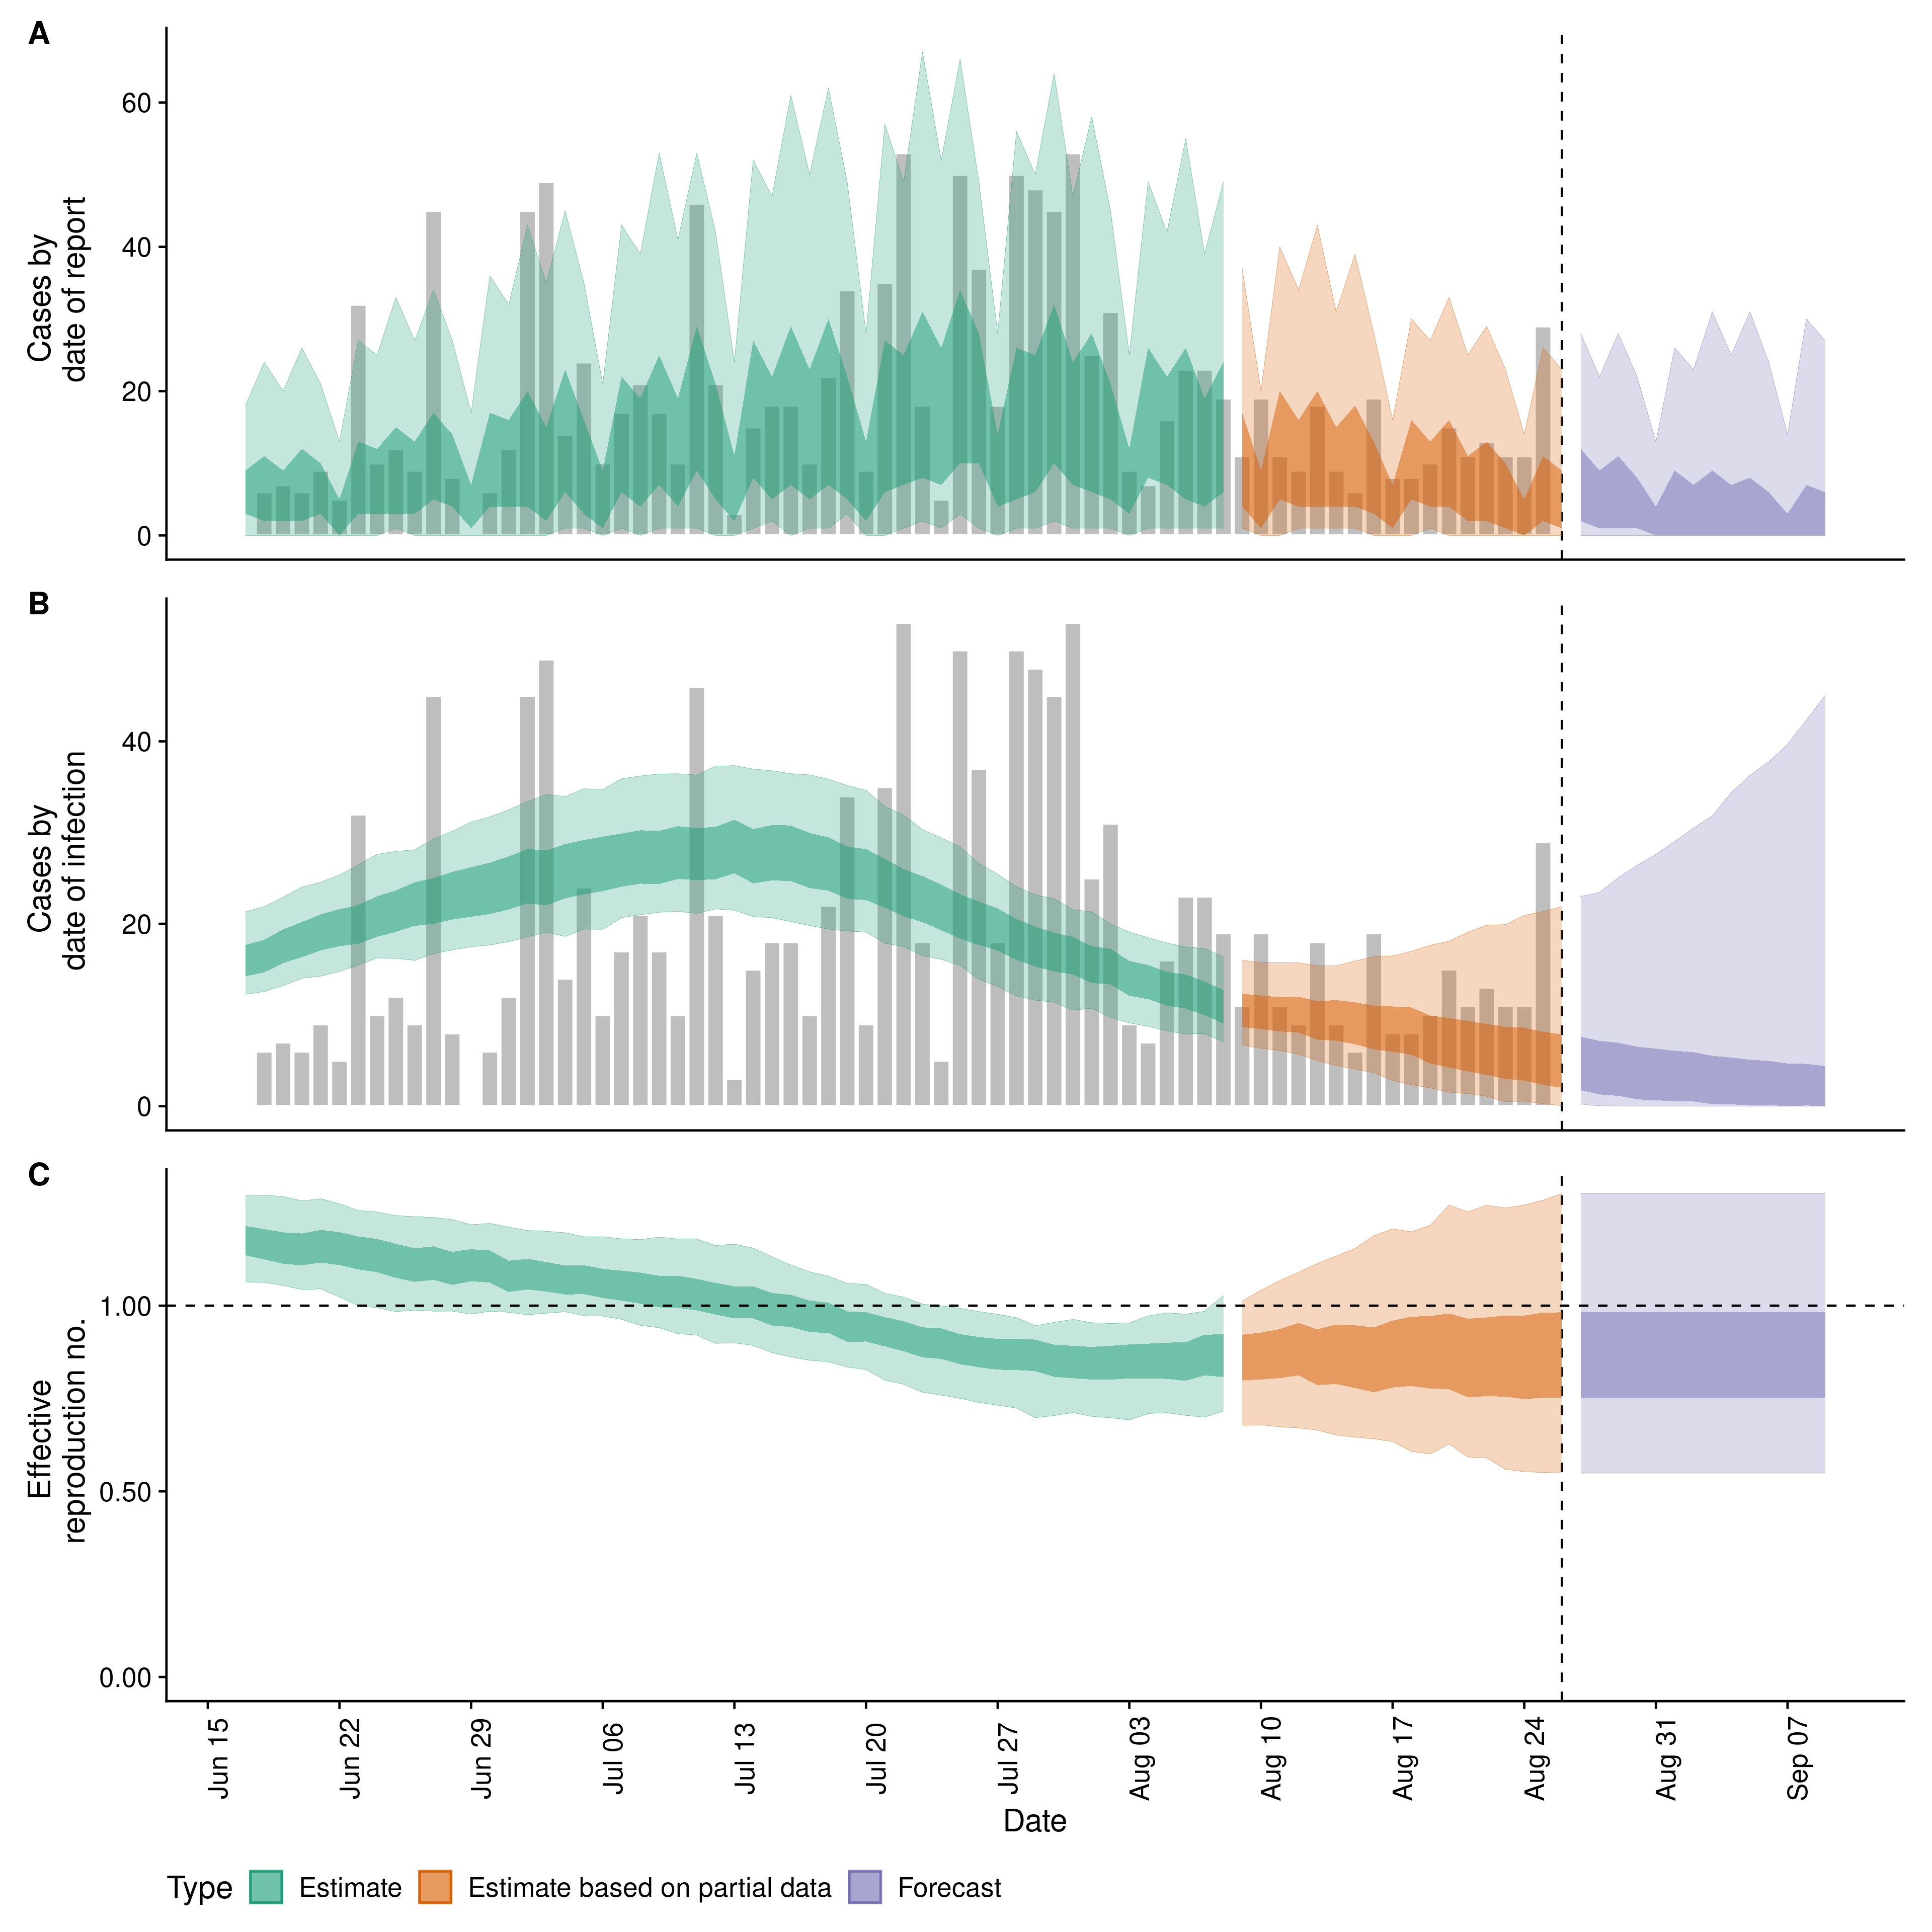 A
Cases by
date of report
60
40
20
0
B
Cases by
date of infection
40
20
0
C
Effective
reproduction no.
1.00
0.50
0.00
Jun 15
Jun 22
Jun 29
Jul 06
Jul 13
Jul 20
Jul 27
Aug 03
Aug 10
Aug 17
Aug 24
Aug 31
Sep 07
Date
Type Estimate Estimate based on partial data Forecast